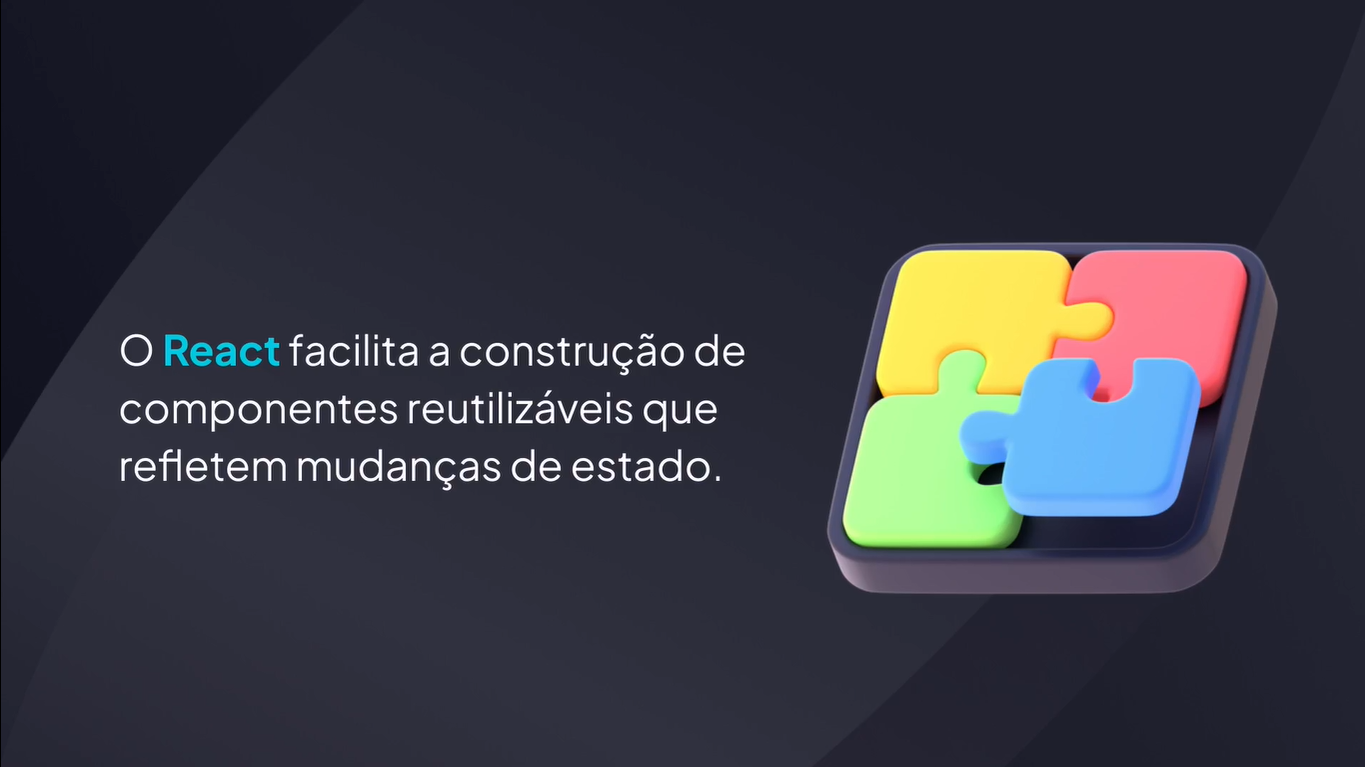 O React facilita a construção de
componentes reutilizáveis que
refletem mudanças de estado.